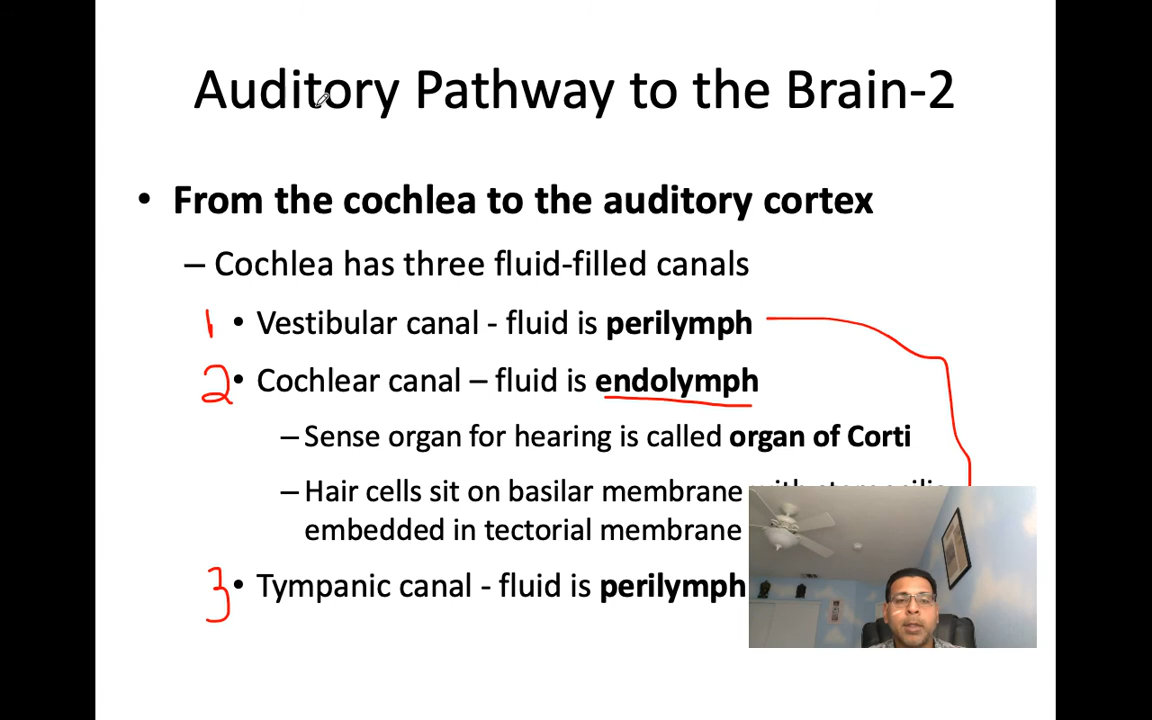 Auditory Pathway to the Brain-2
• From the cochlea to the auditory cortex
– Cochlea has three fluid-filled canals
1 • Vestibular canal - fluid is perilymph
2 • Cochlear canal – fluid is endolymph
– Sense organ for hearing is called organ of Corti
– Hair cells sit on basilar membrane with stereocilia
embedded in tectorial membrane
3 • Tympanic canal - fluid is perilymph